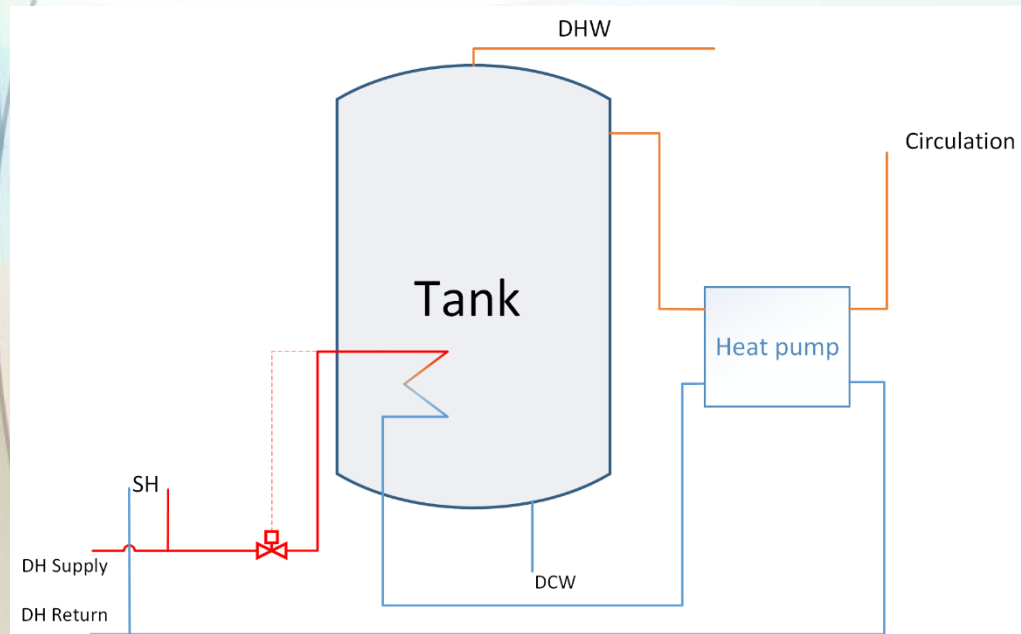 DHW
Circulation
Tank
Heat pump
SH
DH Supply
DCW
DH Return